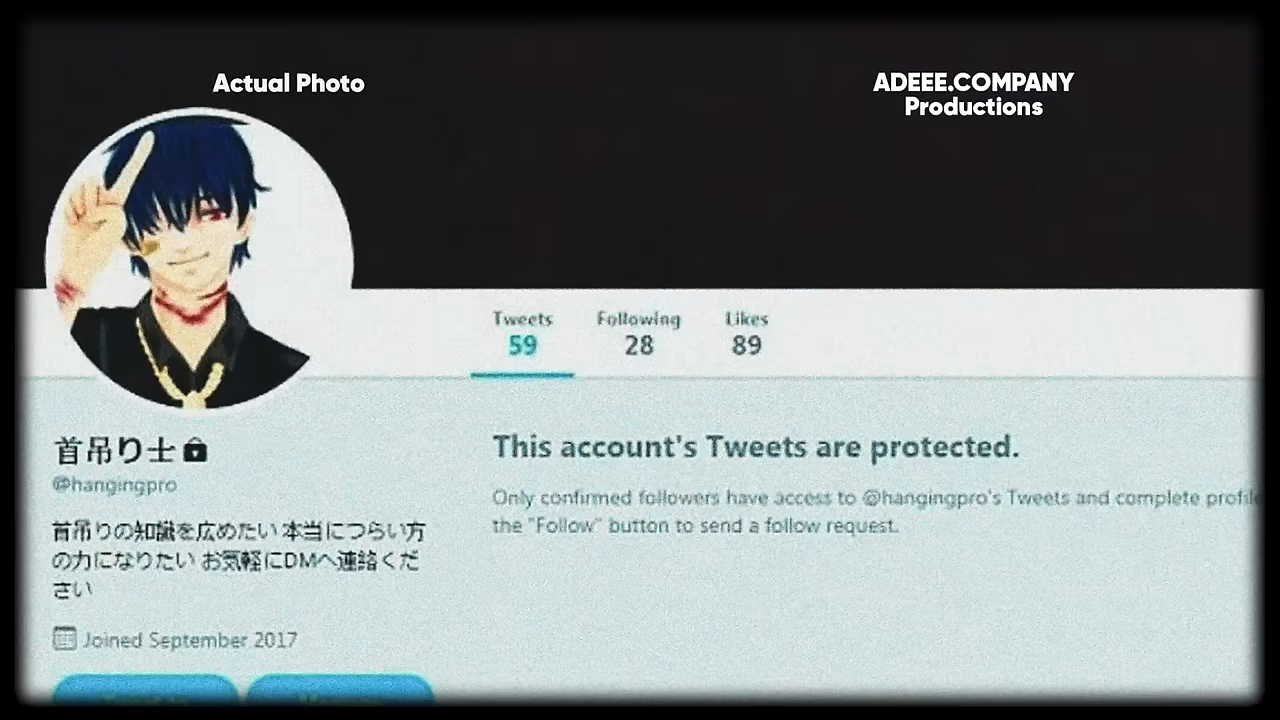 Actual Photo
ADEEE.COMPANY
Productions
Tweets
59
Following
28
Likes
89
首吊り士
@hangingpro
首吊りの知識を広めたい 本当につらい方
の力になりたい お気軽にDMへ連絡くだ
さい
Joined September 2017
This account's Tweets are protected.
Only confirmed followers have access to @hangingpro's Tweets and complete profile
the "Follow" button to send a follow request.